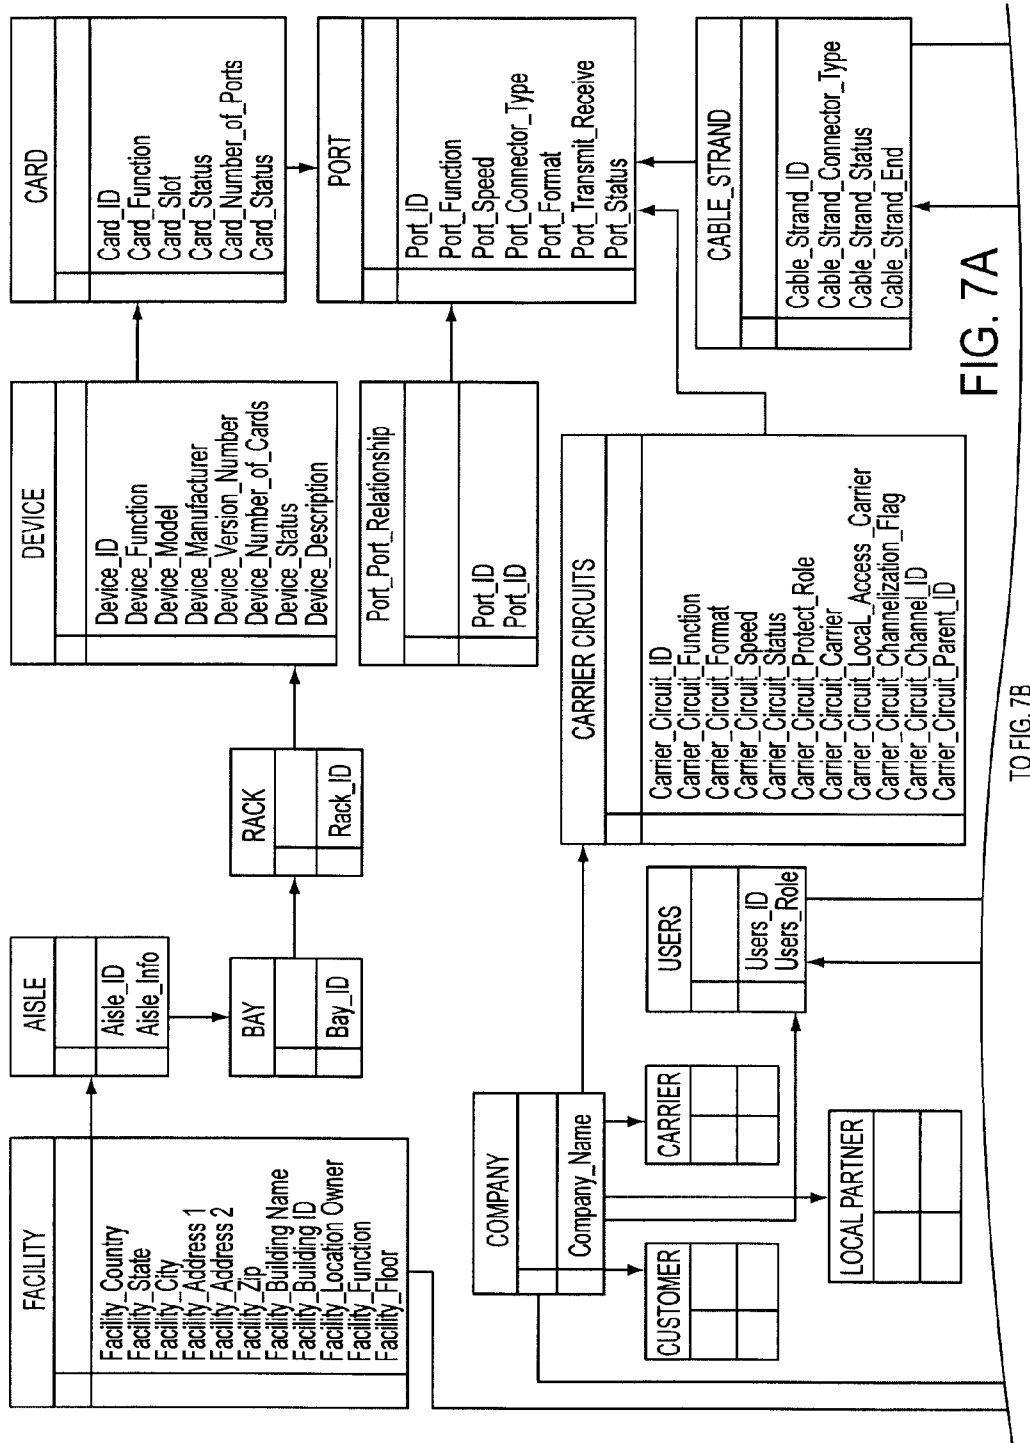 FACILITY
Facility_Country
Facility_State
Facility_City
Facility_Address 1
Facility_Address 2
Facility_Zip
Facility_Building Name
Facility_Building ID
Facility_Location Owner
Facility_Function
Facility_Floor
AISLE
Aisle_ID
Aisle_Info
BAY
Bay_ID
RACK
Rack_ID
DEVICE
Device_ID
Device_Function
Device_Model
Device_Manufacturer
Device_Version_Number
Device_Number_of_Cards
Device_Status
Device_Description
CARD
Card_ID
Card_Function
Card_Slot
Card_Status
Card_Number_of_Ports
Card_Status
Port_Port_Relationship
Port_ID
Port_ID
PORT
Port_ID
Port_Function
Port_Speed
Port_Connector_Type
Port_Format
Port_Transmit_Receive
Port_Status
COMPANY
Company_Name
CUSTOMER
CARRIER
LOCAL PARTNER
USERS
Users_ID
Users_Role
CARRIER CIRCUITS
Carrier_Circuit_ID
Carrier_Circuit_Function
Carrier_Circuit_Format
Carrier_Circuit_Speed
Carrier_Circuit_Status
Carrier_Circuit_Protect_Role
Carrier_Circuit_Carrier
Carrier_Circuit_LocaL_Access_Carrier
Carrier_Circuit_Channelization_Flag
Carrier_Circuit_Channel_ID
Carrier_Circuit_Parent_ID
CABLE_STRAND
Cable_Strand_ID
Cable_Strand_Connector_Type
Cable_Strand_Status
Cable_Strand_End
FIG. 7A
TO FIG. 7B